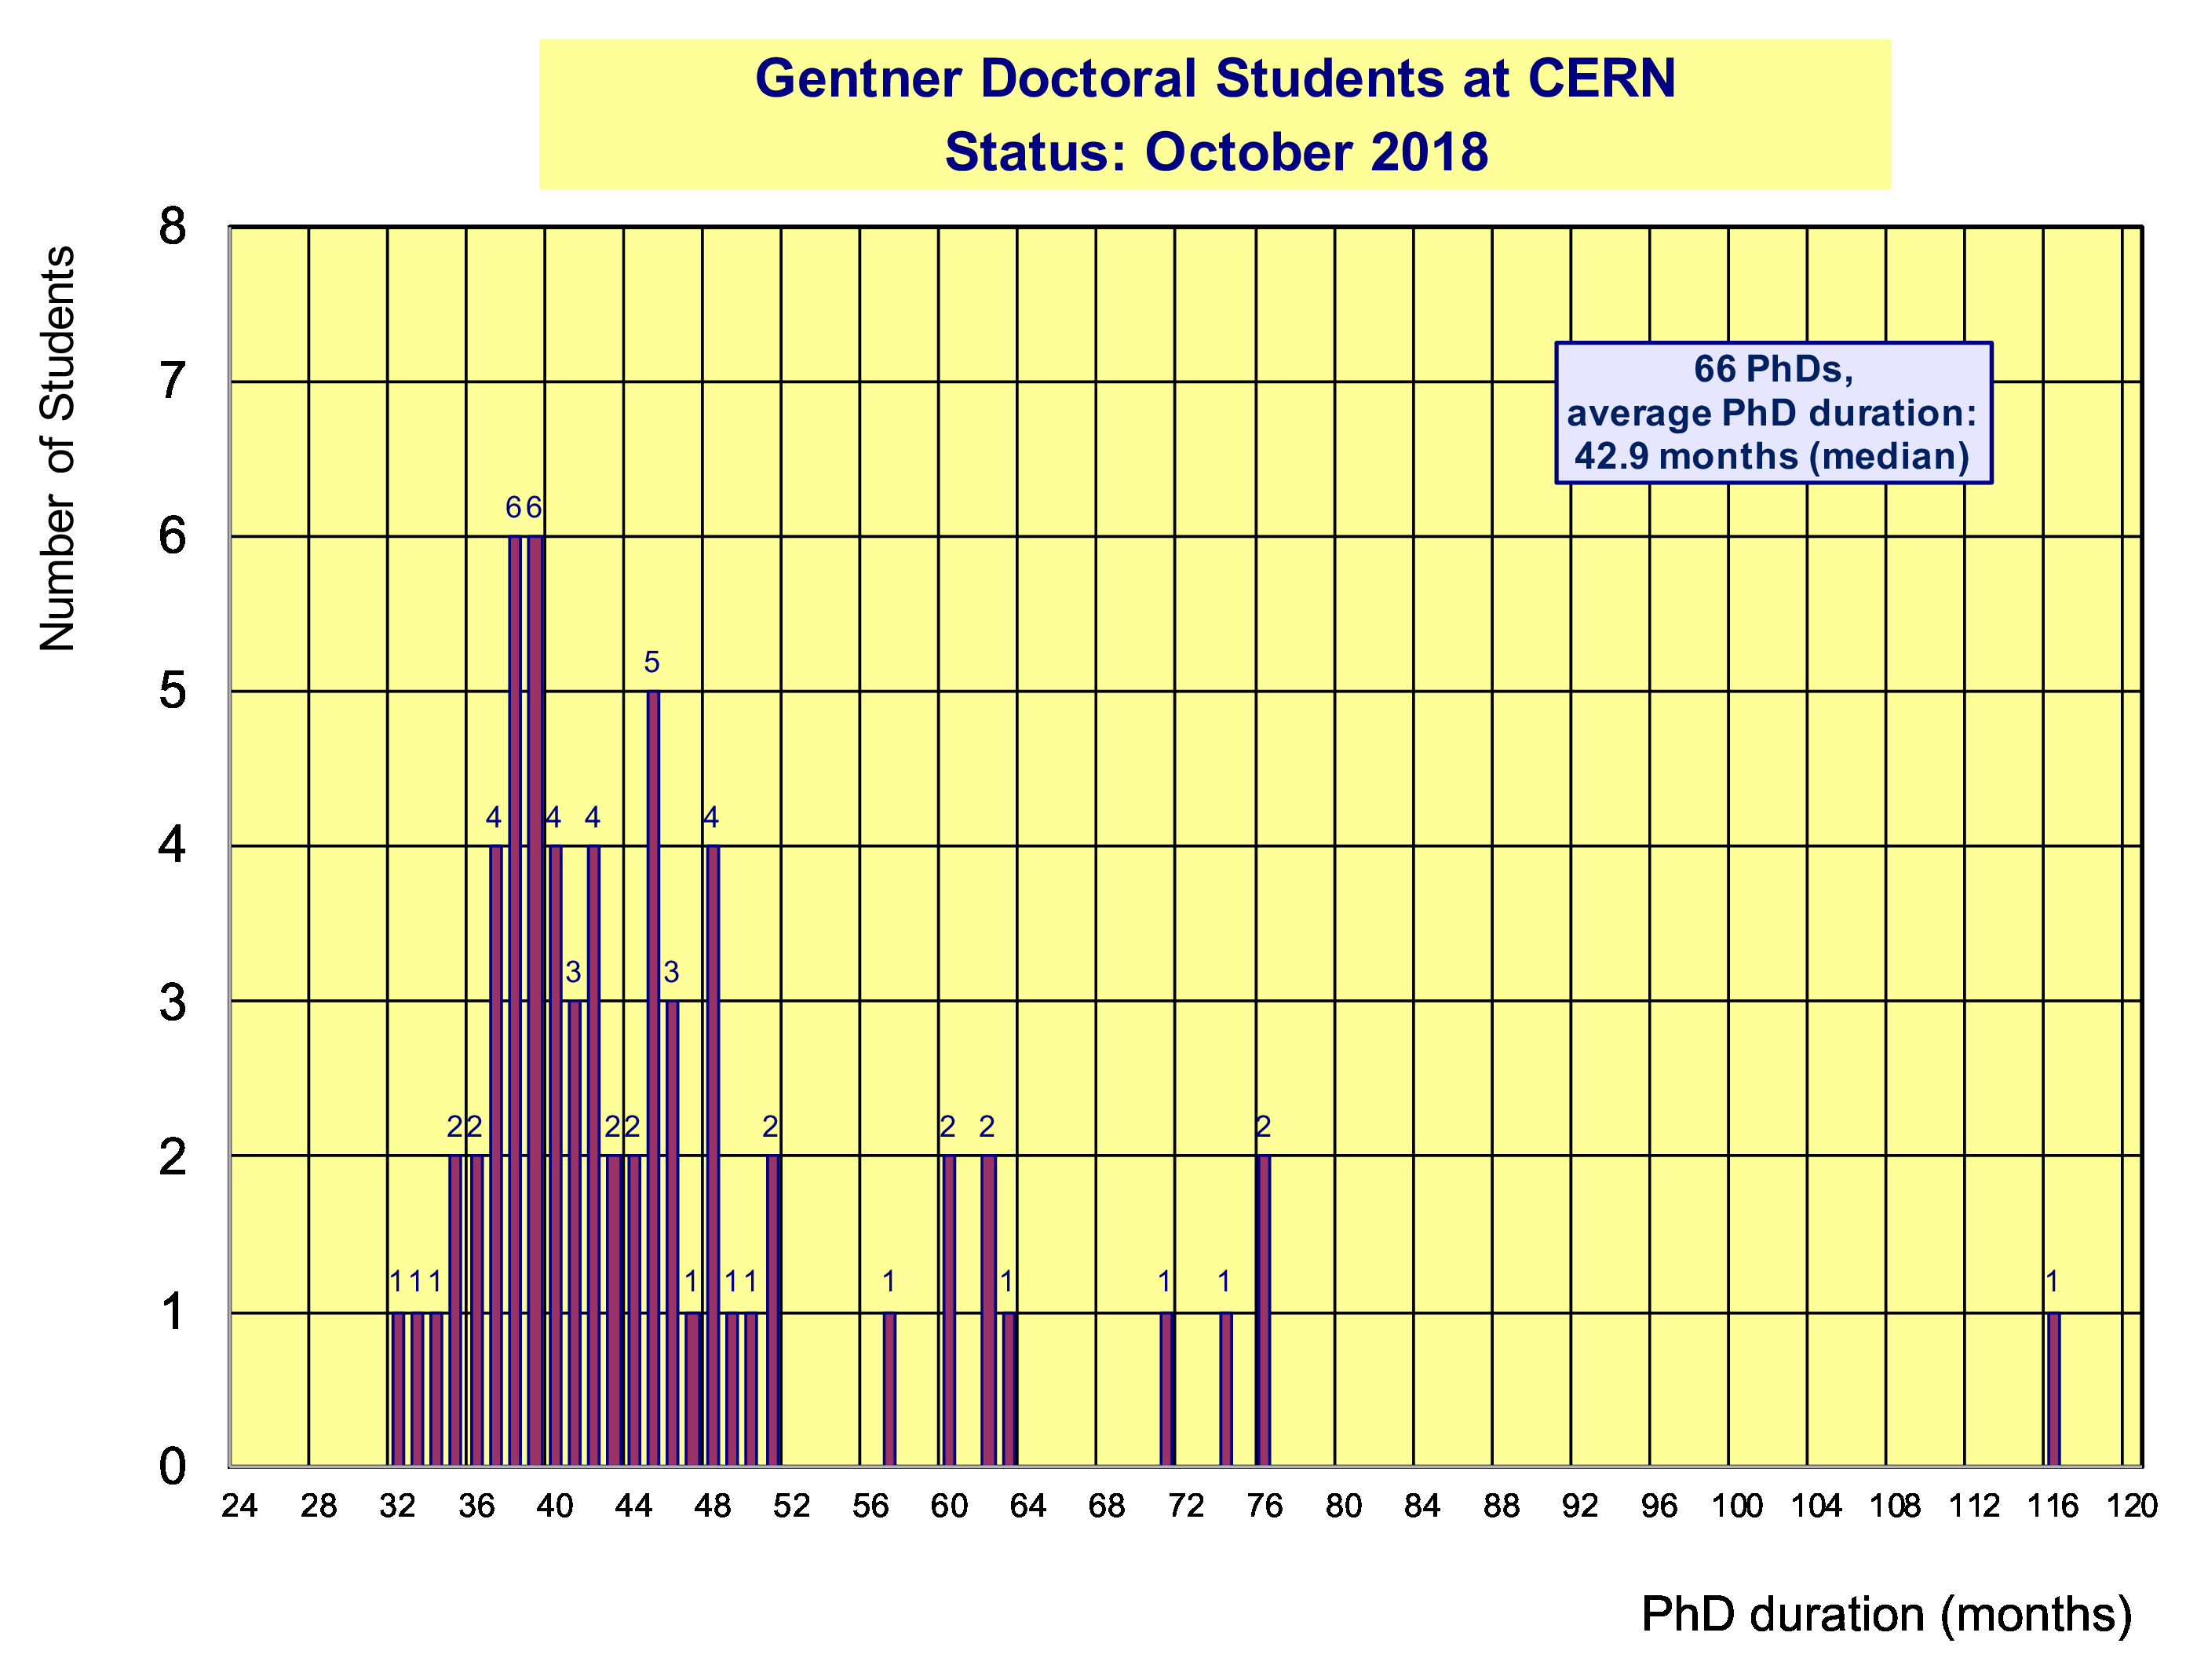 Gentner Doctoral Students at CERN
Status: October 2018
Number of Students
8
7
6
5
4
3
2
1
0
66 PhDs,
average PhD duration:
42.9 months (median)
1 1 1 2 2 4 6 6 4 3 4 2 2 5 3 1 4 1 1 2 1 2 2 1 1 1 2 1
24 28 32 36 40 44 48 52 56 60 64 68 72 76 80 84 88 92 96 100 104 108 112 116 120
PhD duration (months)